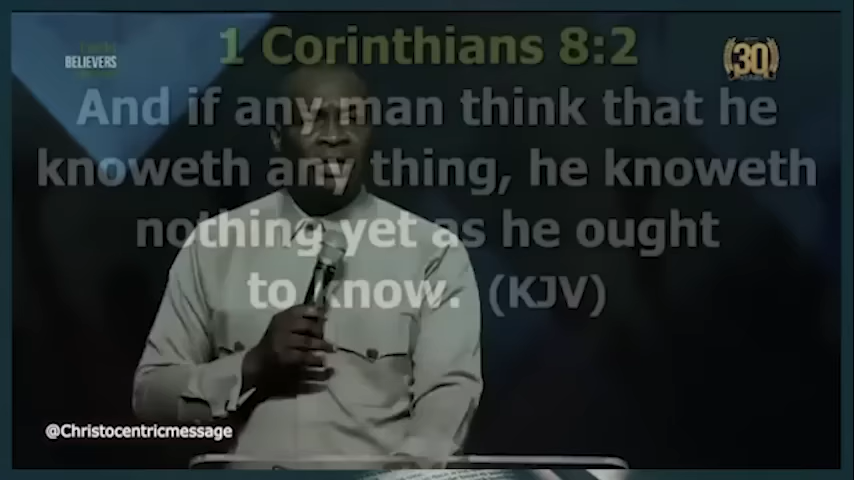 1 Corinthians 8:2
BELIEVERS
30
YEARS
And if any man think that he
knoweth any thing, he knoweth
nothing yet as he ought
to know. (KJV)
@Christocentricmessage